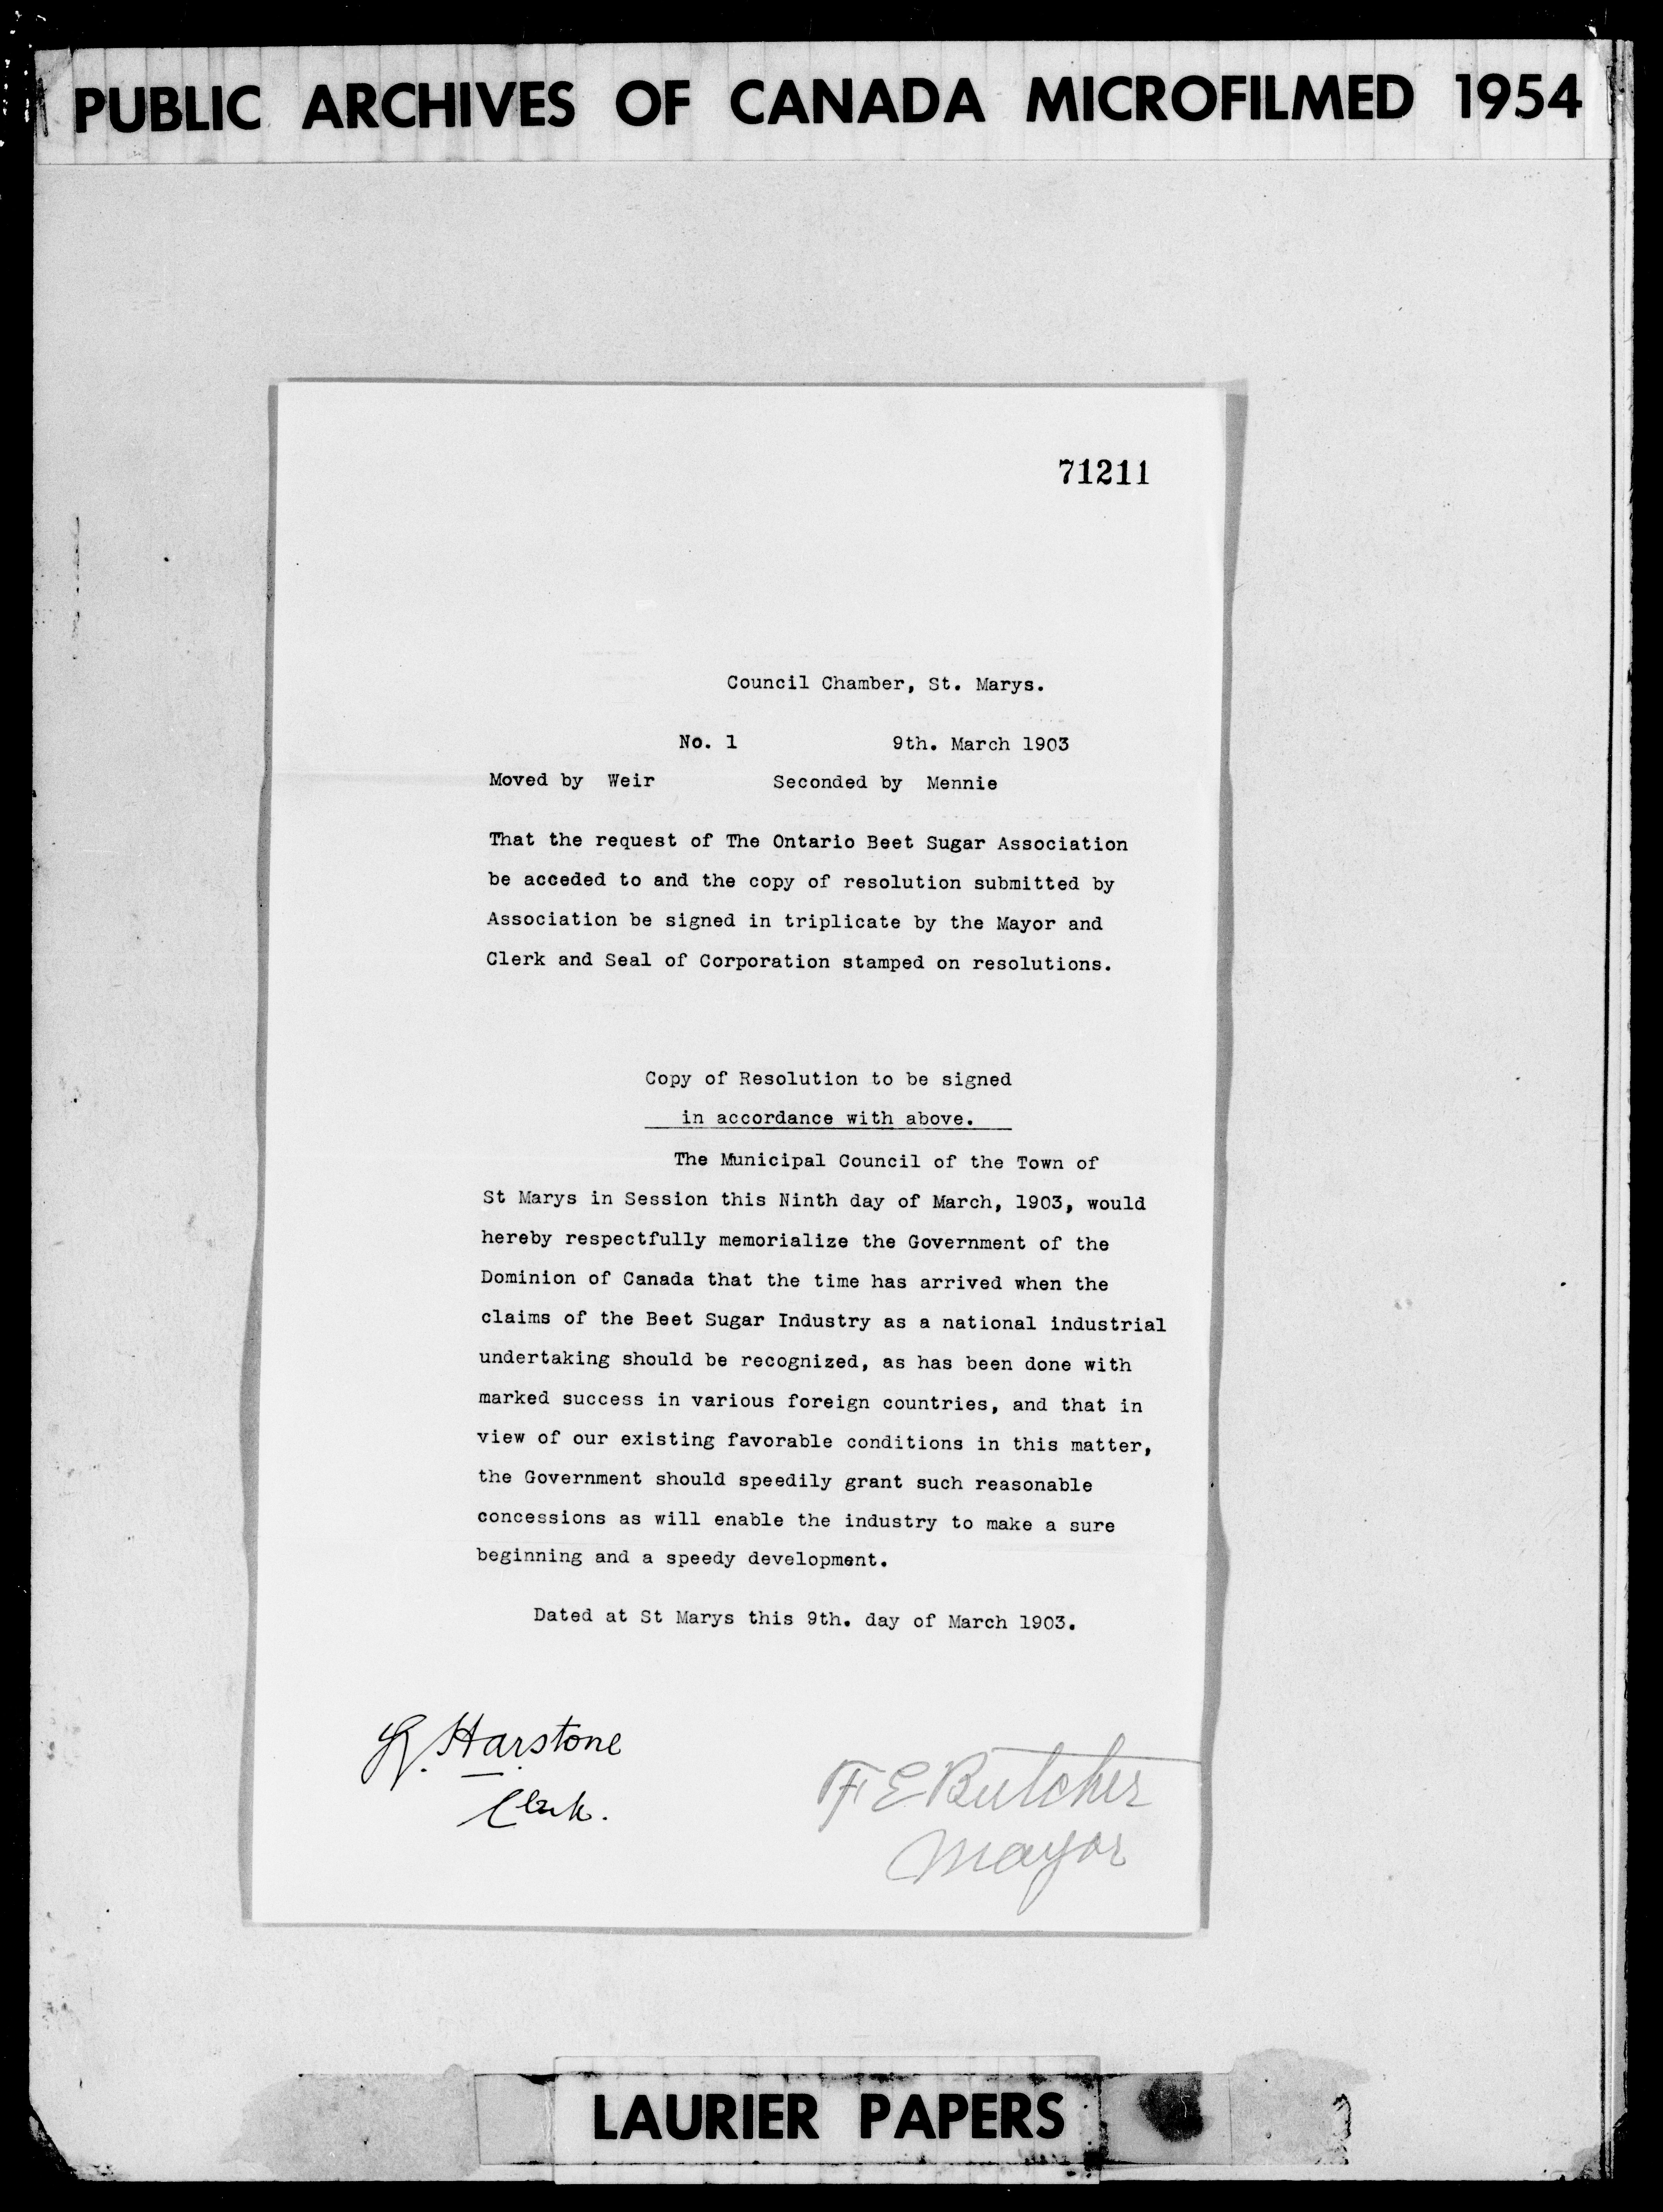 PUBLIC ARCHIVES OF CANADA MICROFILMED 1954
71211
Council Chamber, St. Marys.
No. 1 9th. March 1903
Moved by Weir Seconded by Mennie
That the request of The Ontario Beet Sugar Association
be acceded to and the copy of resolution submitted by
Association be signed in triplicate by the Mayor and
Clerk and Seal of Corporation stamped on resolutions.
Copy of Resolution to be signed
in accordance with above.
The Municipal Council of the Town of
St Marys in Session this Ninth day of March, 1903, would
hereby respectfully memorialize the Government of the
Dominion of Canada that the time has arrived when the
claims of the Beet Sugar Industry as a national industrial
undertaking should be recognized, as has been done with
marked success in various foreign countries, and that in
view of our existing favorable conditions in this matter,
the Government should speedily grant such reasonable
concessions as will enable the industry to make a sure
beginning and a speedy development.
Dated at St Marys this 9th. day of March 1903.
Harstone
Clerk.
F E Butcher
Mayor
LAURIER PAPERS